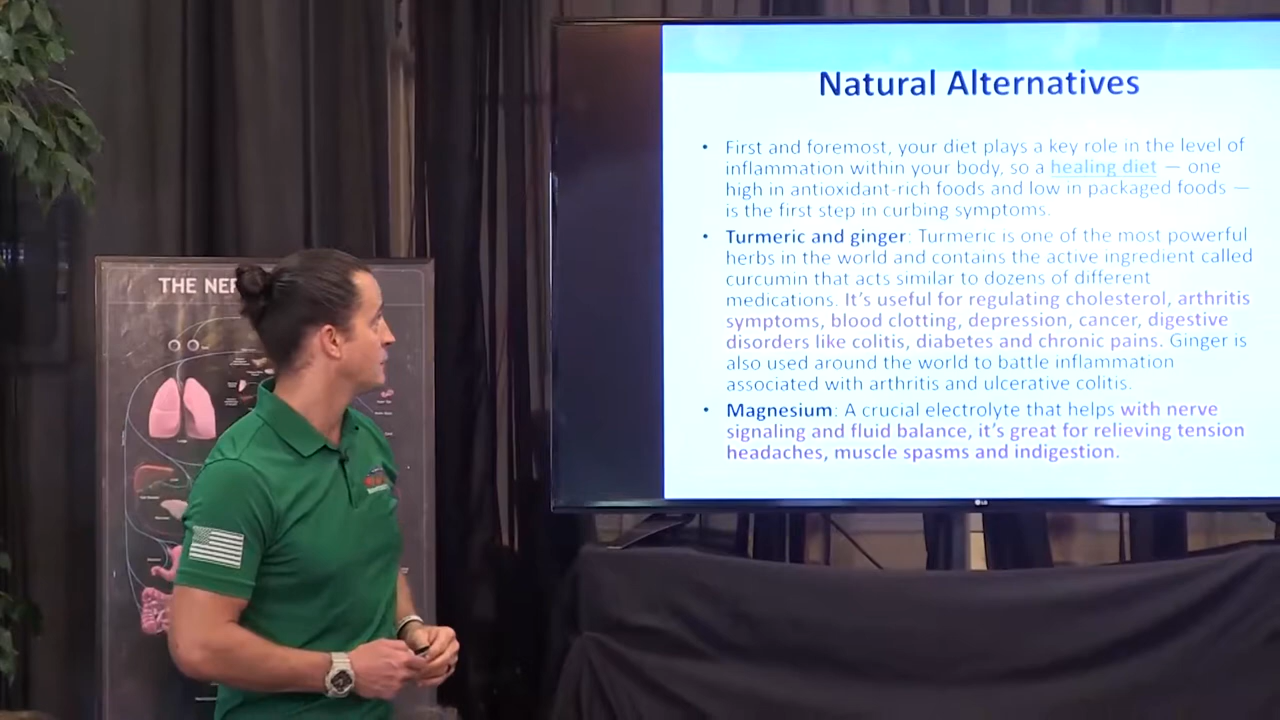 Natural Alternatives
• First and foremost, your diet plays a key role in the level of
inflammation within your body, so a healing diet — one
high in antioxidant-rich foods and low in packaged foods —
is the first step in curbing symptoms.
• Turmeric and ginger: Turmeric is one of the most powerful
herbs in the world and contains the active ingredient called
curcumin that acts similar to dozens of different
medications. It's useful for regulating cholesterol, arthritis
symptoms, blood clotting, depression, cancer, digestive
disorders like colitis, diabetes and chronic pains. Ginger is
also used around the world to battle inflammation
associated with arthritis and ulcerative colitis.
• Magnesium: A crucial electrolyte that helps with nerve
signaling and fluid balance, it's great for relieving tension
headaches, muscle spasms and indigestion.
THE
LG